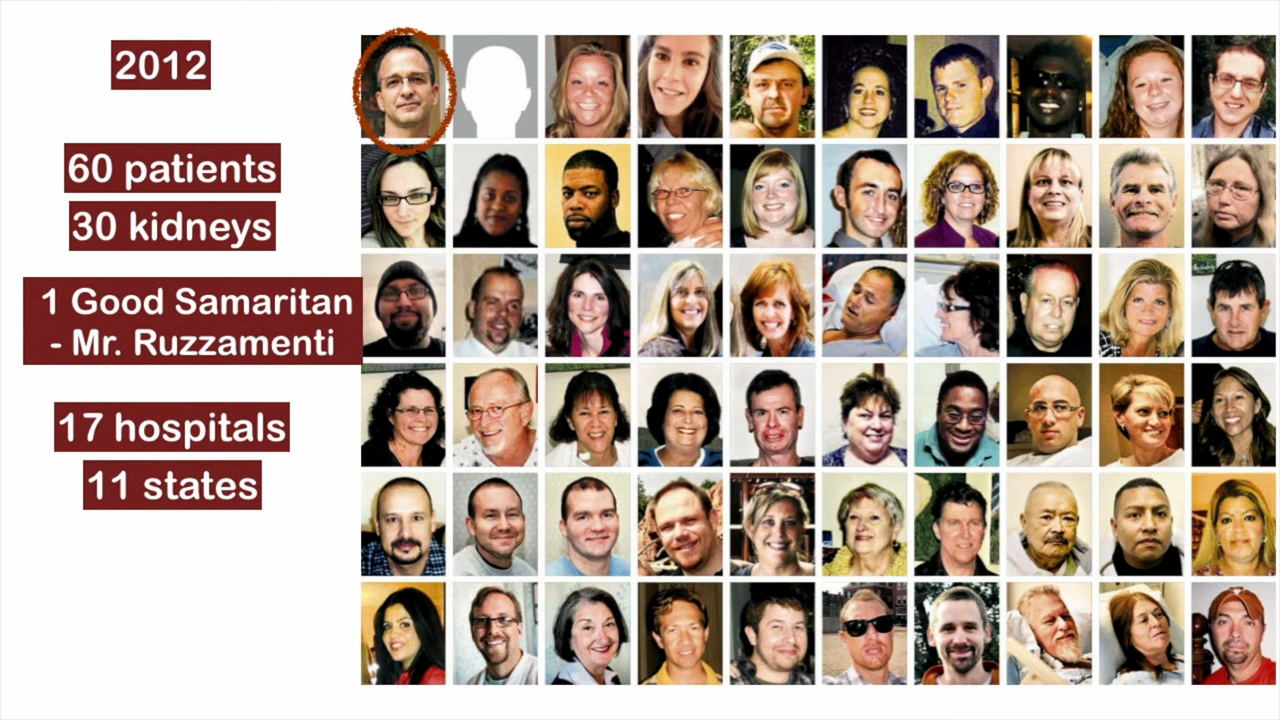 2012
60 patients
30 kidneys
1 Good Samaritan
- Mr. Ruzzamenti
17 hospitals
11 states